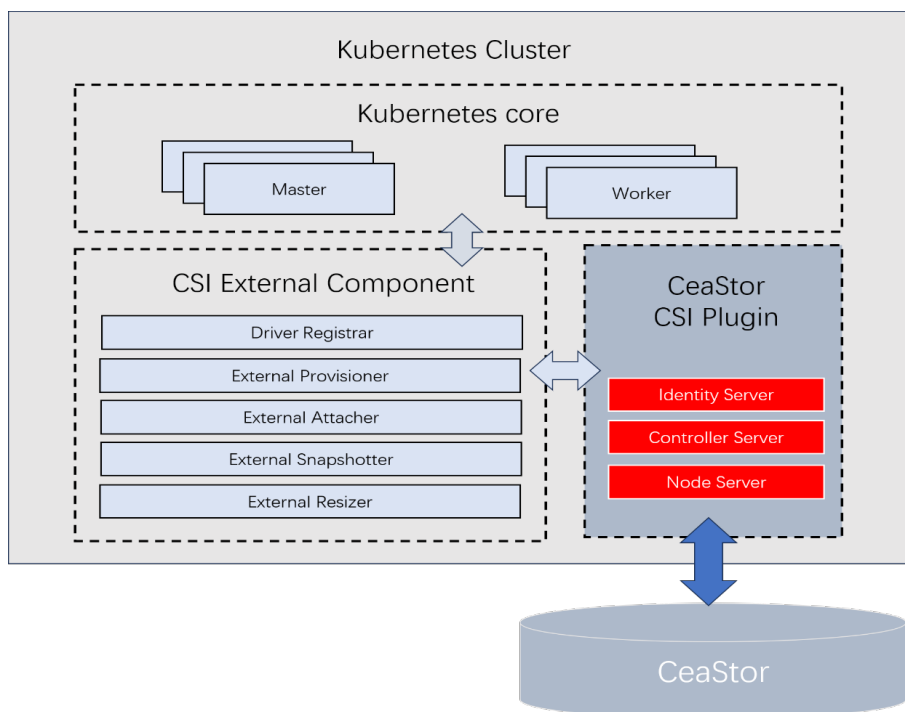 Kubernetes Cluster
Kubernetes core
Master
Worker
CSI External Component
Driver Registrar
External Provisioner
External Attacher
External Snapshotter
External Resizer
CeaStor
CSI Plugin
Identity Server
Controller Server
Node Server
CeaStor